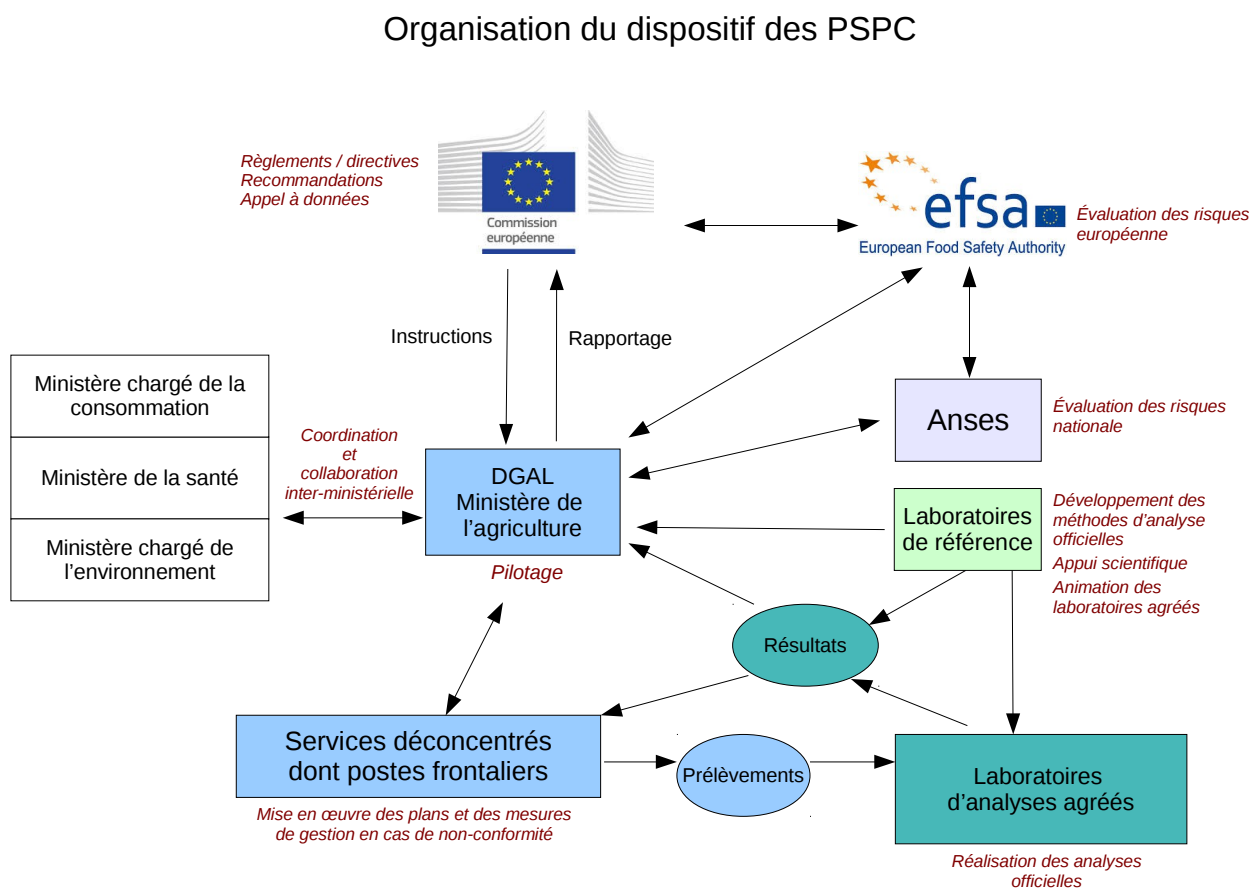 Organisation du dispositif des PSPC
Règlements / directives
Recommandations
Appel à données
Commission
européenne
efsa
European Food Safety Authority
Évaluation des risques
européenne
Instructions
Rapportage
Ministère chargé de la
consommation
Ministère de la santé
Ministère chargé de
l'environnement
Coordination
et
collaboration
inter-ministérielle
DGAL
Ministère de
l'agriculture
Pilotage
Anses
Évaluation des risques
nationale
Laboratoires
de référence
Développement des
méthodes d'analyse
officielles
Appui scientifique
Animation des
laboratoires agréés
Résultats
Services déconcentrés
dont postes frontaliers
Mise en œuvre des plans et des mesures
de gestion en cas de non-conformité
Prélèvements
Laboratoires
d'analyses agréés
Réalisation des analyses
officielles